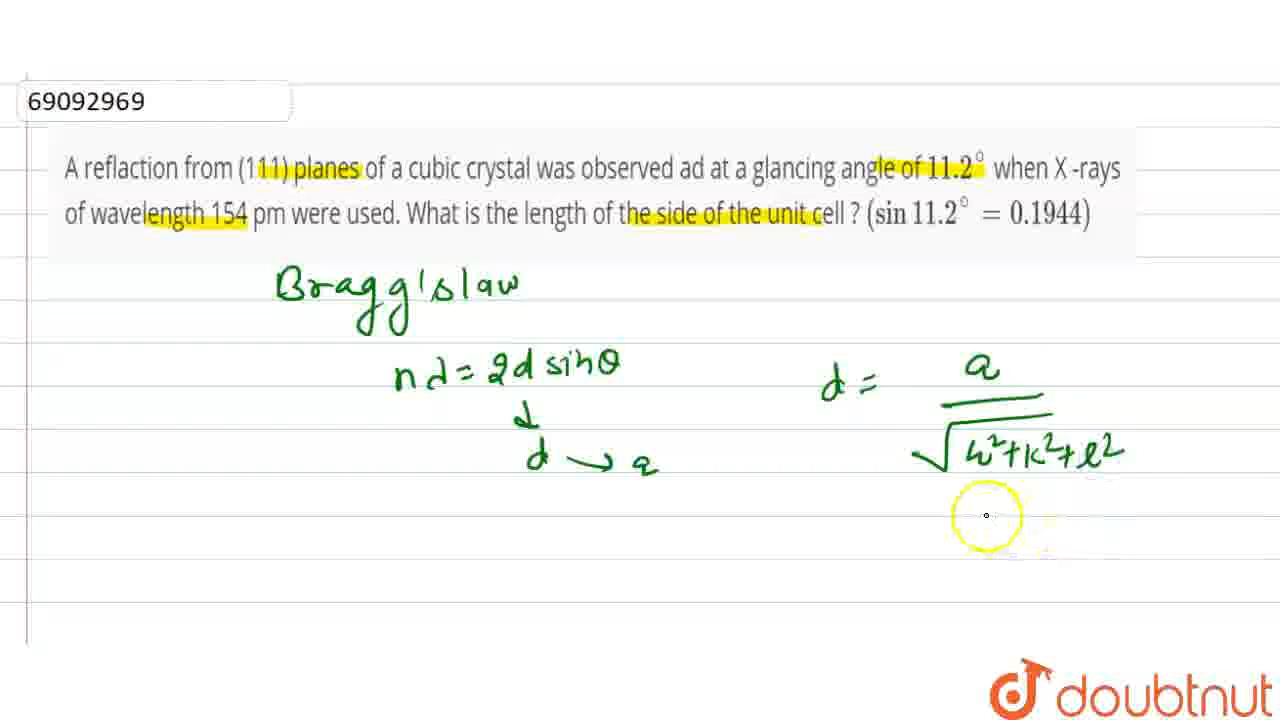 69092969
A reflaction from (111) planes of a cubic crystal was observed ad at a glancing angle of 11.2° when X -rays
of wavelength 154 pm were used. What is the length of the side of the unit cell ? (sin 11.2° = 0.1944)
Bragg's law
nλ = 2d sinθ
d =
a
√h²+k²+l²
↓
d → a
doubtnut